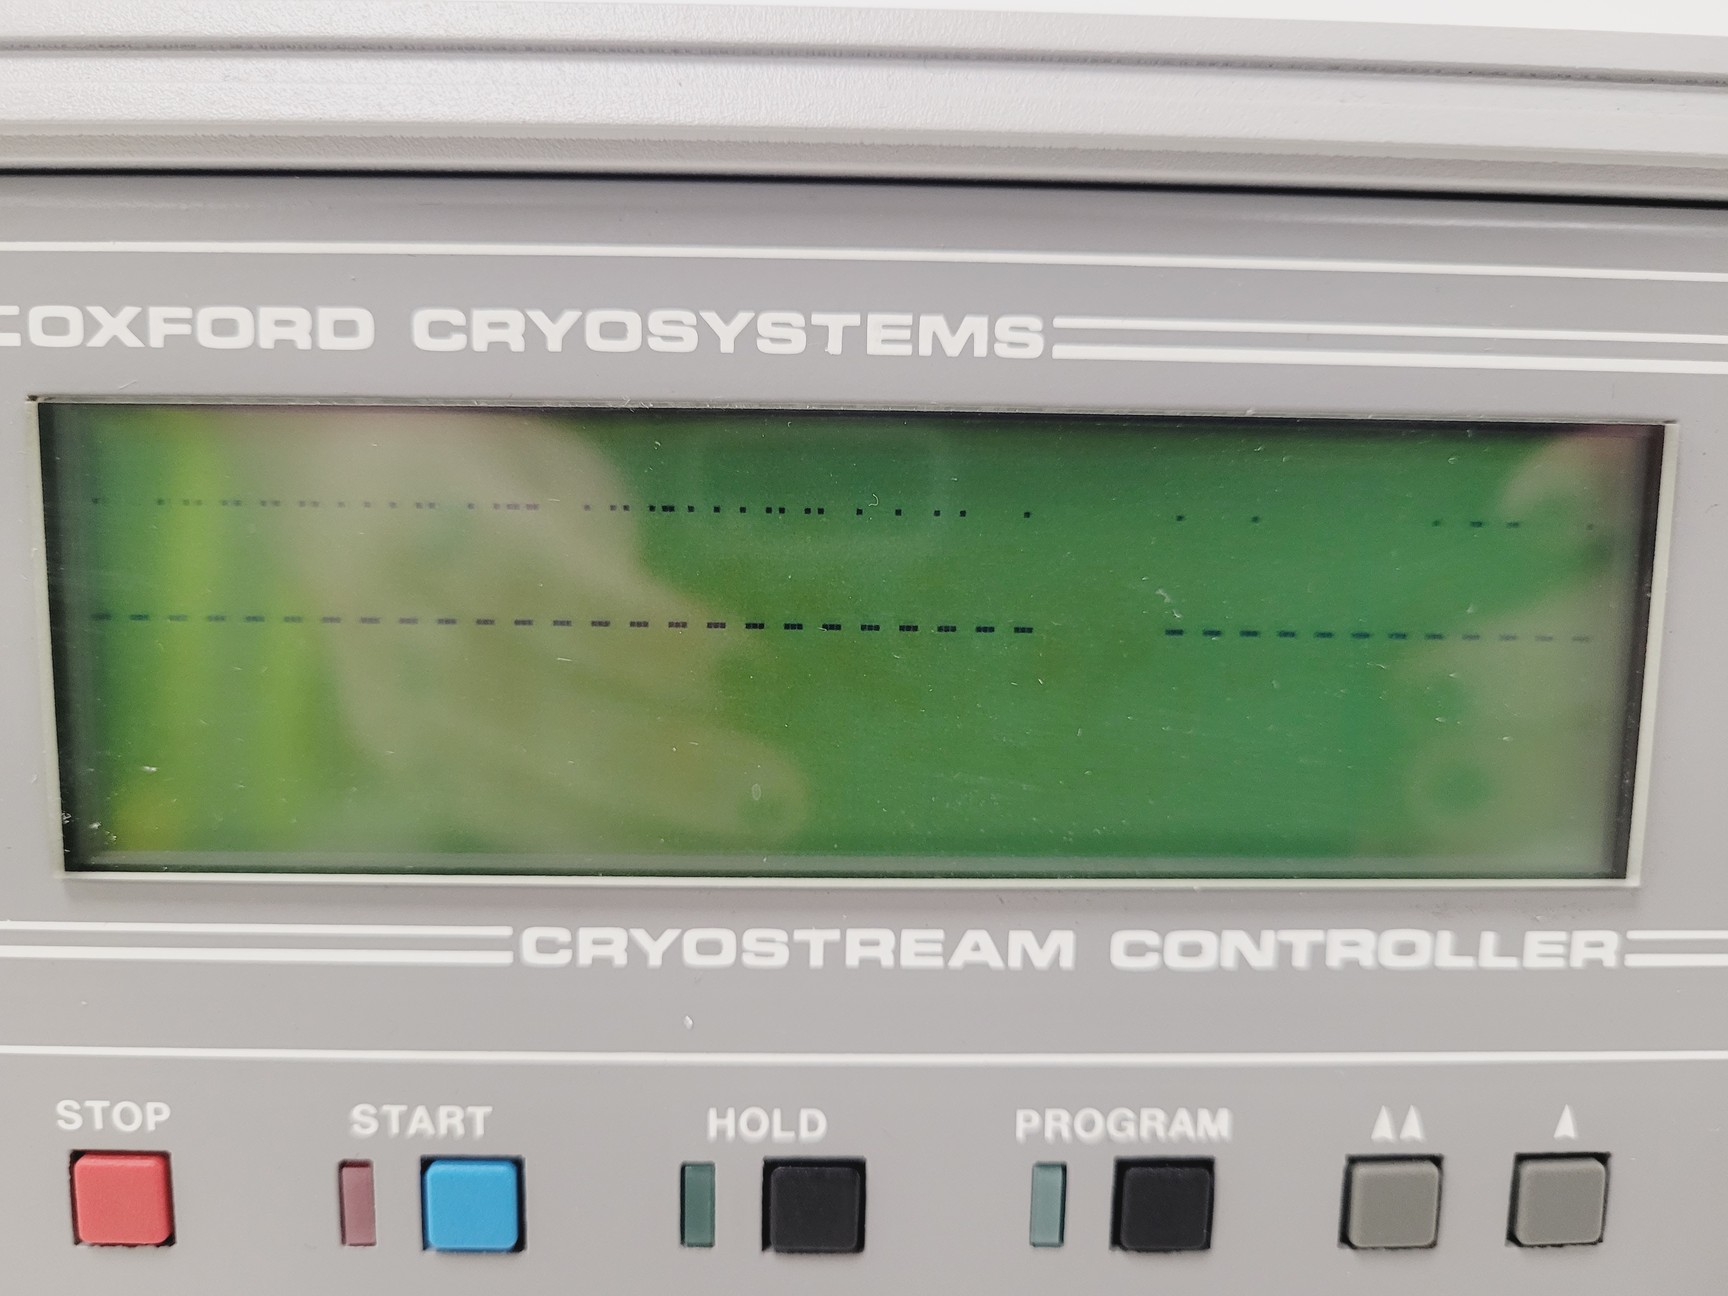 OXFORD CRYOSYSTEMS
CRYOSTREAM CONTROLLER
STOP START HOLD PROGRAM